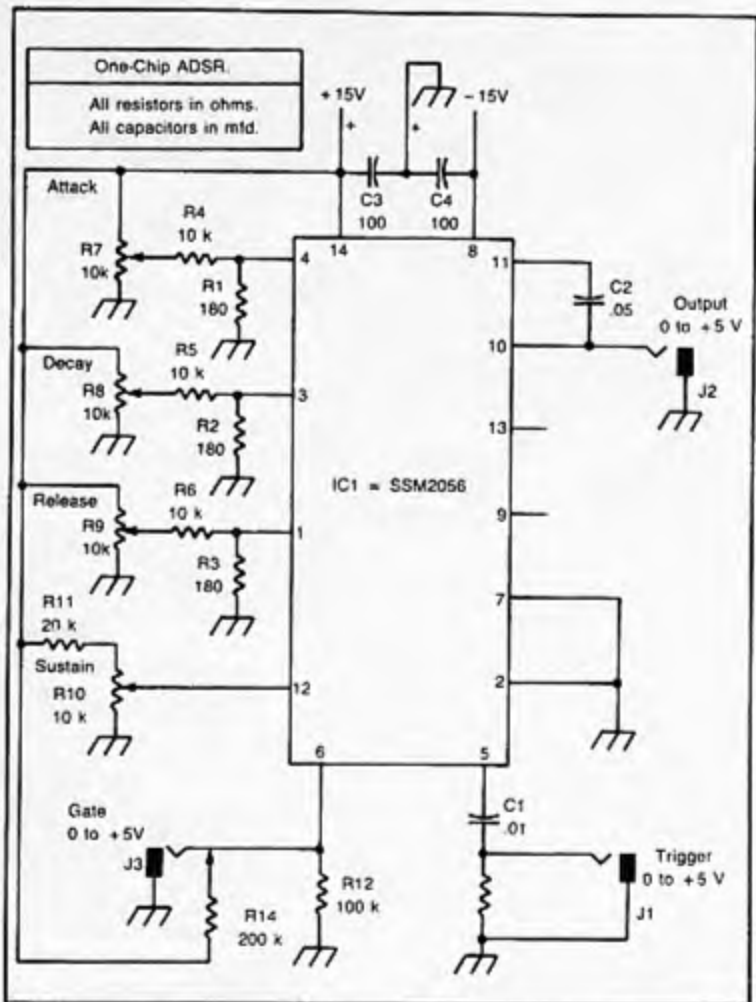 One-Chip ADSR.
All resistors in ohms.
All capacitors in mfd.
+15V
-15V
+
+
C3
100
C4
100
Attack
R7
10k
R4
10 k
R1
180
4
14
8
11
C2
.05
Output
0 to +5 V
10
J2
Decay
R8
10k
R5
10 k
R2
180
3
13
IC1 = SSM2056
9
Release
R9
10k
R6
10 k
R3
180
1
7
R11
20 k
Sustain
R10
10 k
12
2
6
5
Gate
0 to +5V
J3
R14
200 k
R12
100 k
C1
.01
Trigger
0 to +5 V
J1